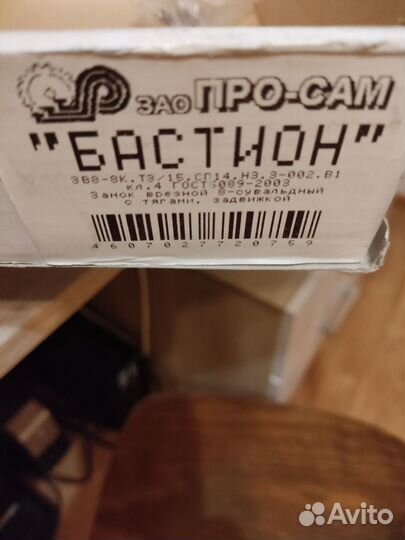 ЗАО ПРО-САМ
"БАСТИОН"
ЗВ8-8К.Т3/15.СП14.Н3.3-002.В1
кл.4 ГОСТ5089-2003
Замок врезной 8-сувальдный
с тягами, задвижкой
4607027720759
Avito